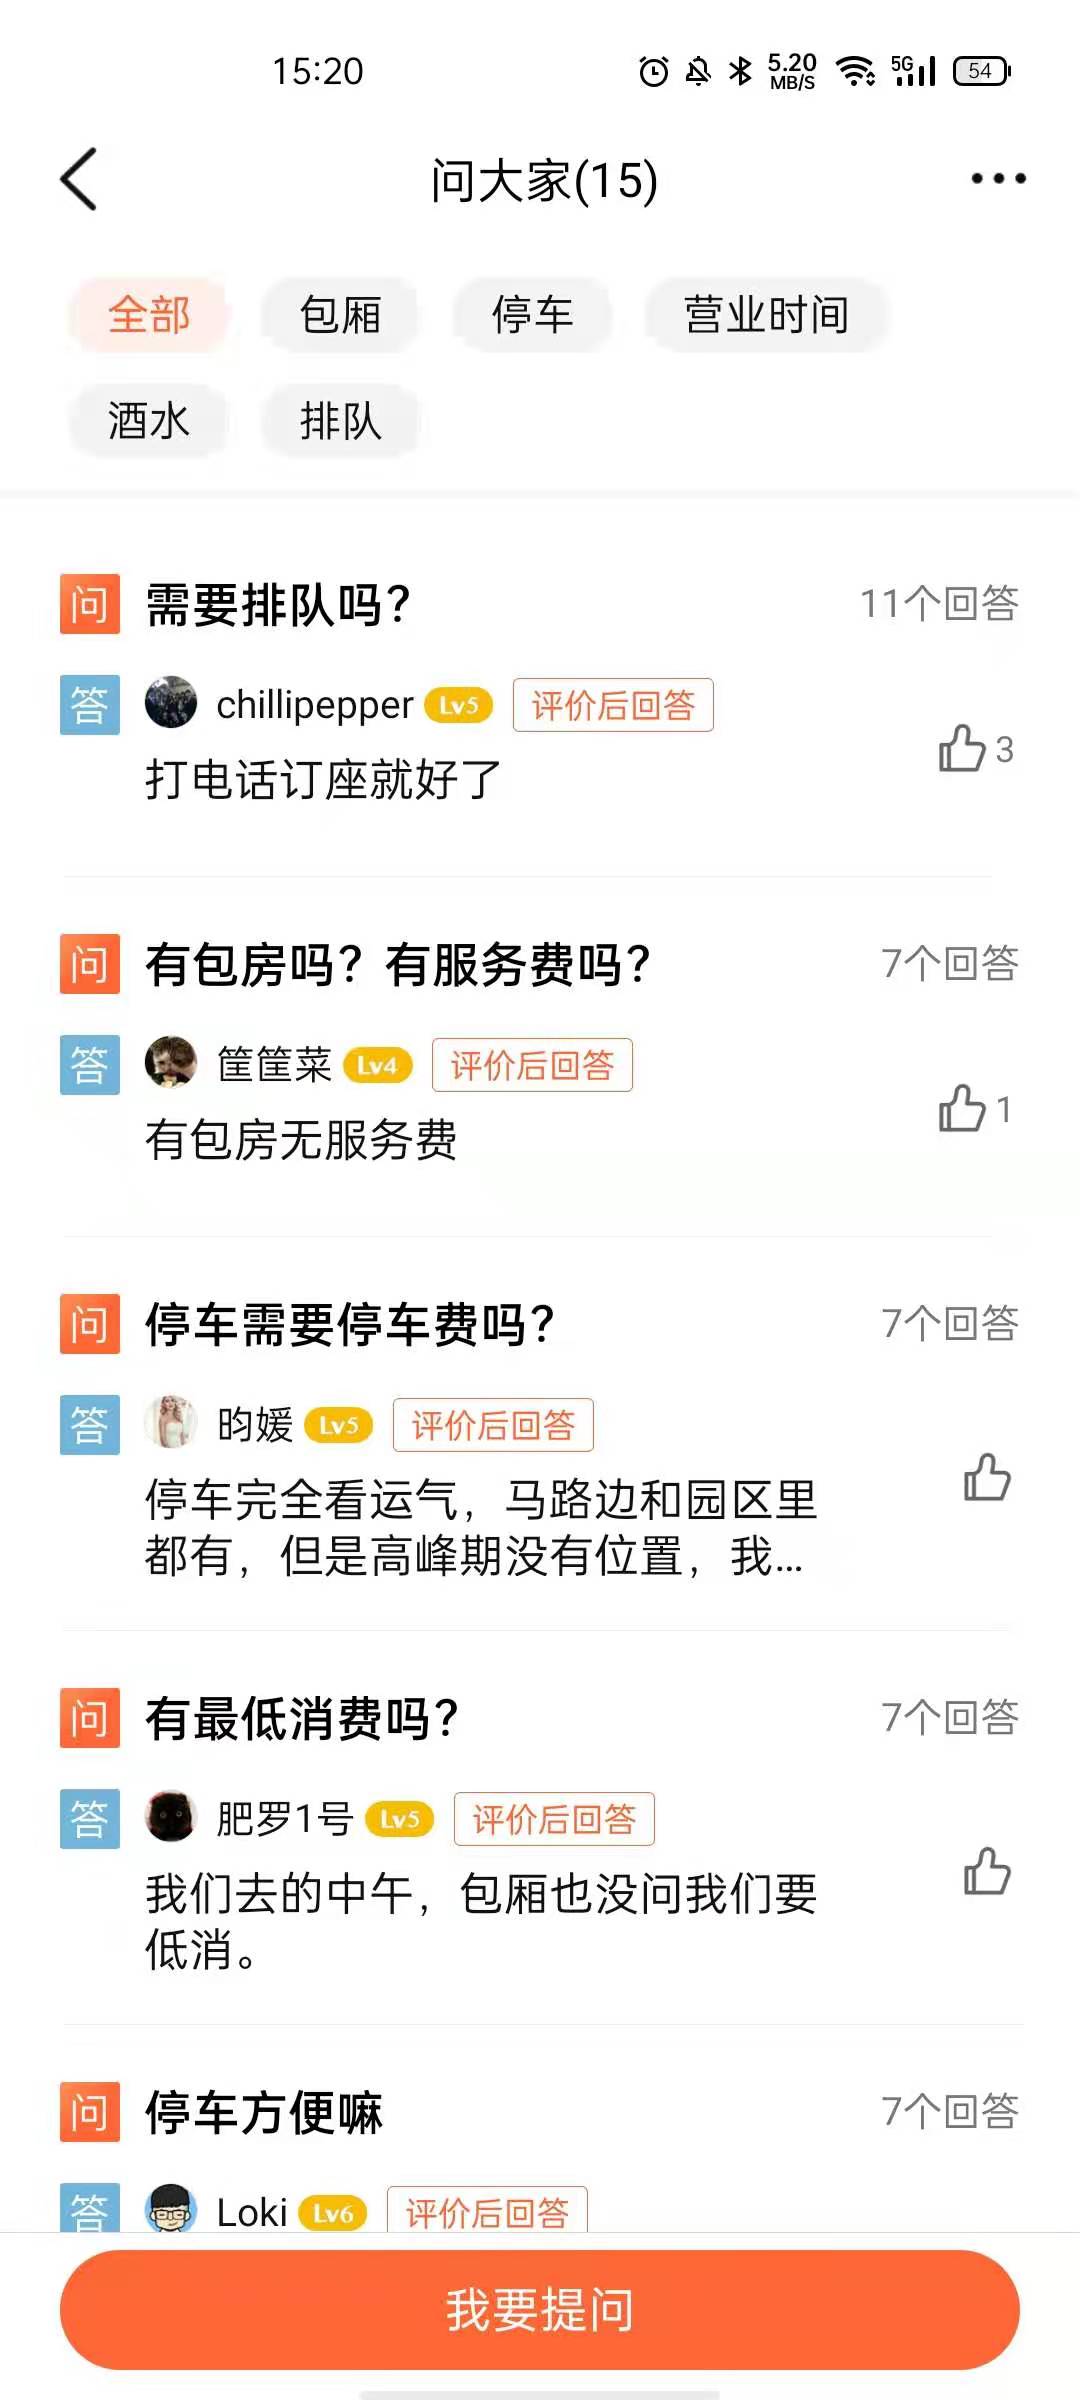 15:20
5.20 MB/S
5G
54
问大家(15)
全部 包厢 停车 营业时间
酒水 排队
问 需要排队吗？ 11个回答
答 chillipepper Lv5 评价后回答
打电话订座就好了 3
问 有包房吗？有服务费吗？ 7个回答
答 筐筐菜 Lv4 评价后回答
有包房无服务费 1
问 停车需要停车费吗？ 7个回答
答 昀媛 Lv5 评价后回答
停车完全看运气，马路边和园区里
都有，但是高峰期没有位置，我...
问 有最低消费吗？ 7个回答
答 肥罗1号 Lv5 评价后回答
我们去的中午，包厢也没问我们要
低消。
问 停车方便嘛 7个回答
答 Loki Lv6 评价后回答
我要提问